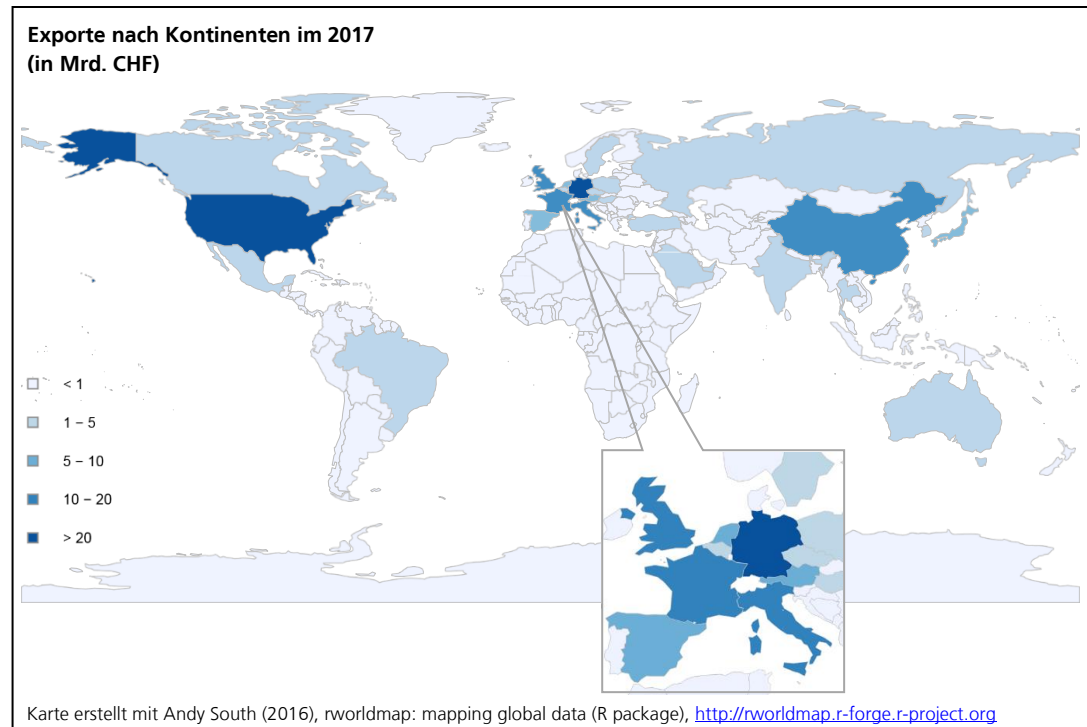 Exporte nach Kontinenten im 2017
(in Mrd. CHF)
< 1
1 – 5
5 – 10
10 – 20
> 20
Karte erstellt mit Andy South (2016), rworldmap: mapping global data (R package), http://rworldmap.r-forge.r-project.org